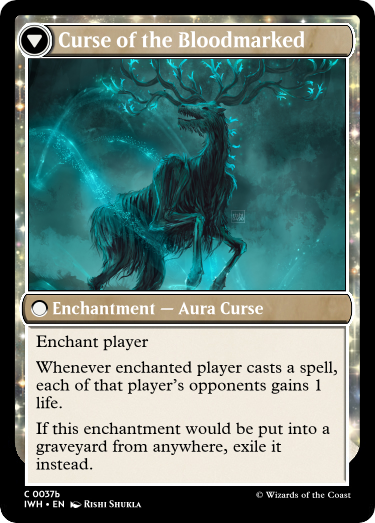 Curse of the Bloodmarked
Enchantment — Aura Curse
Enchant player
Whenever enchanted player casts a spell,
each of that player's opponents gains 1
life.
If this enchantment would be put into a
graveyard from anywhere, exile it
instead.
C 0037b
IWH • EN Rishi Shukla
© Wizards of the Coast